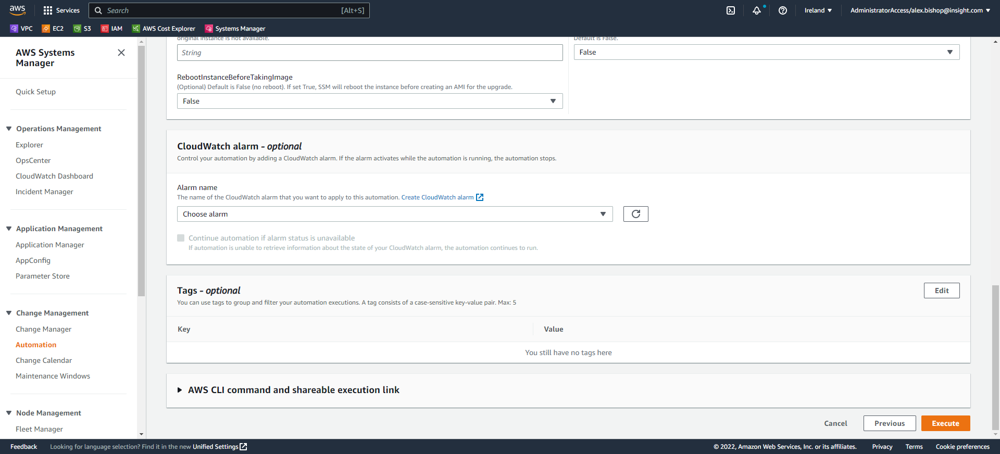 aws
Services
Search
[Alt+S]
Ireland
AdministratorAccess/alex.bishop@insight.com
VPC
EC2
S3
IAM
AWS Cost Explorer
Systems Manager
AWS Systems
Manager
Quick Setup
Operations Management
Explorer
OpsCenter
CloudWatch Dashboard
Incident Manager
Application Management
Application Manager
AppConfig
Parameter Store
Change Management
Change Manager
Automation
Change Calendar
Maintenance Windows
Node Management
Fleet Manager
original instance is not available.
String
Default is False.
False
RebootInstanceBeforeTakingImage
(Optional) Default is False (no reboot). If set True, SSM will reboot the instance before creating an AMI for the upgrade.
False
CloudWatch alarm - optional
Control your automation by adding a CloudWatch alarm. If the alarm activates while the automation is running, the automation stops.
Alarm name
The name of the CloudWatch alarm that you want to apply to this automation. Create CloudWatch alarm
Choose alarm
Continue automation if alarm status is unavailable
If automation is unable to retrieve information about the state of your CloudWatch alarm, the automation continues to run.
Tags - optional
Edit
You can use tags to group and filter your automation executions. A tag consists of a case-sensitive key-value pair. Max: 5
Key
Value
You still have no tags here
AWS CLI command and shareable execution link
Cancel
Previous
Execute
Feedback
Looking for language selection? Find it in the new Unified Settings
© 2022, Amazon Web Services, Inc. or its affiliates.
Privacy
Terms
Cookie preferences